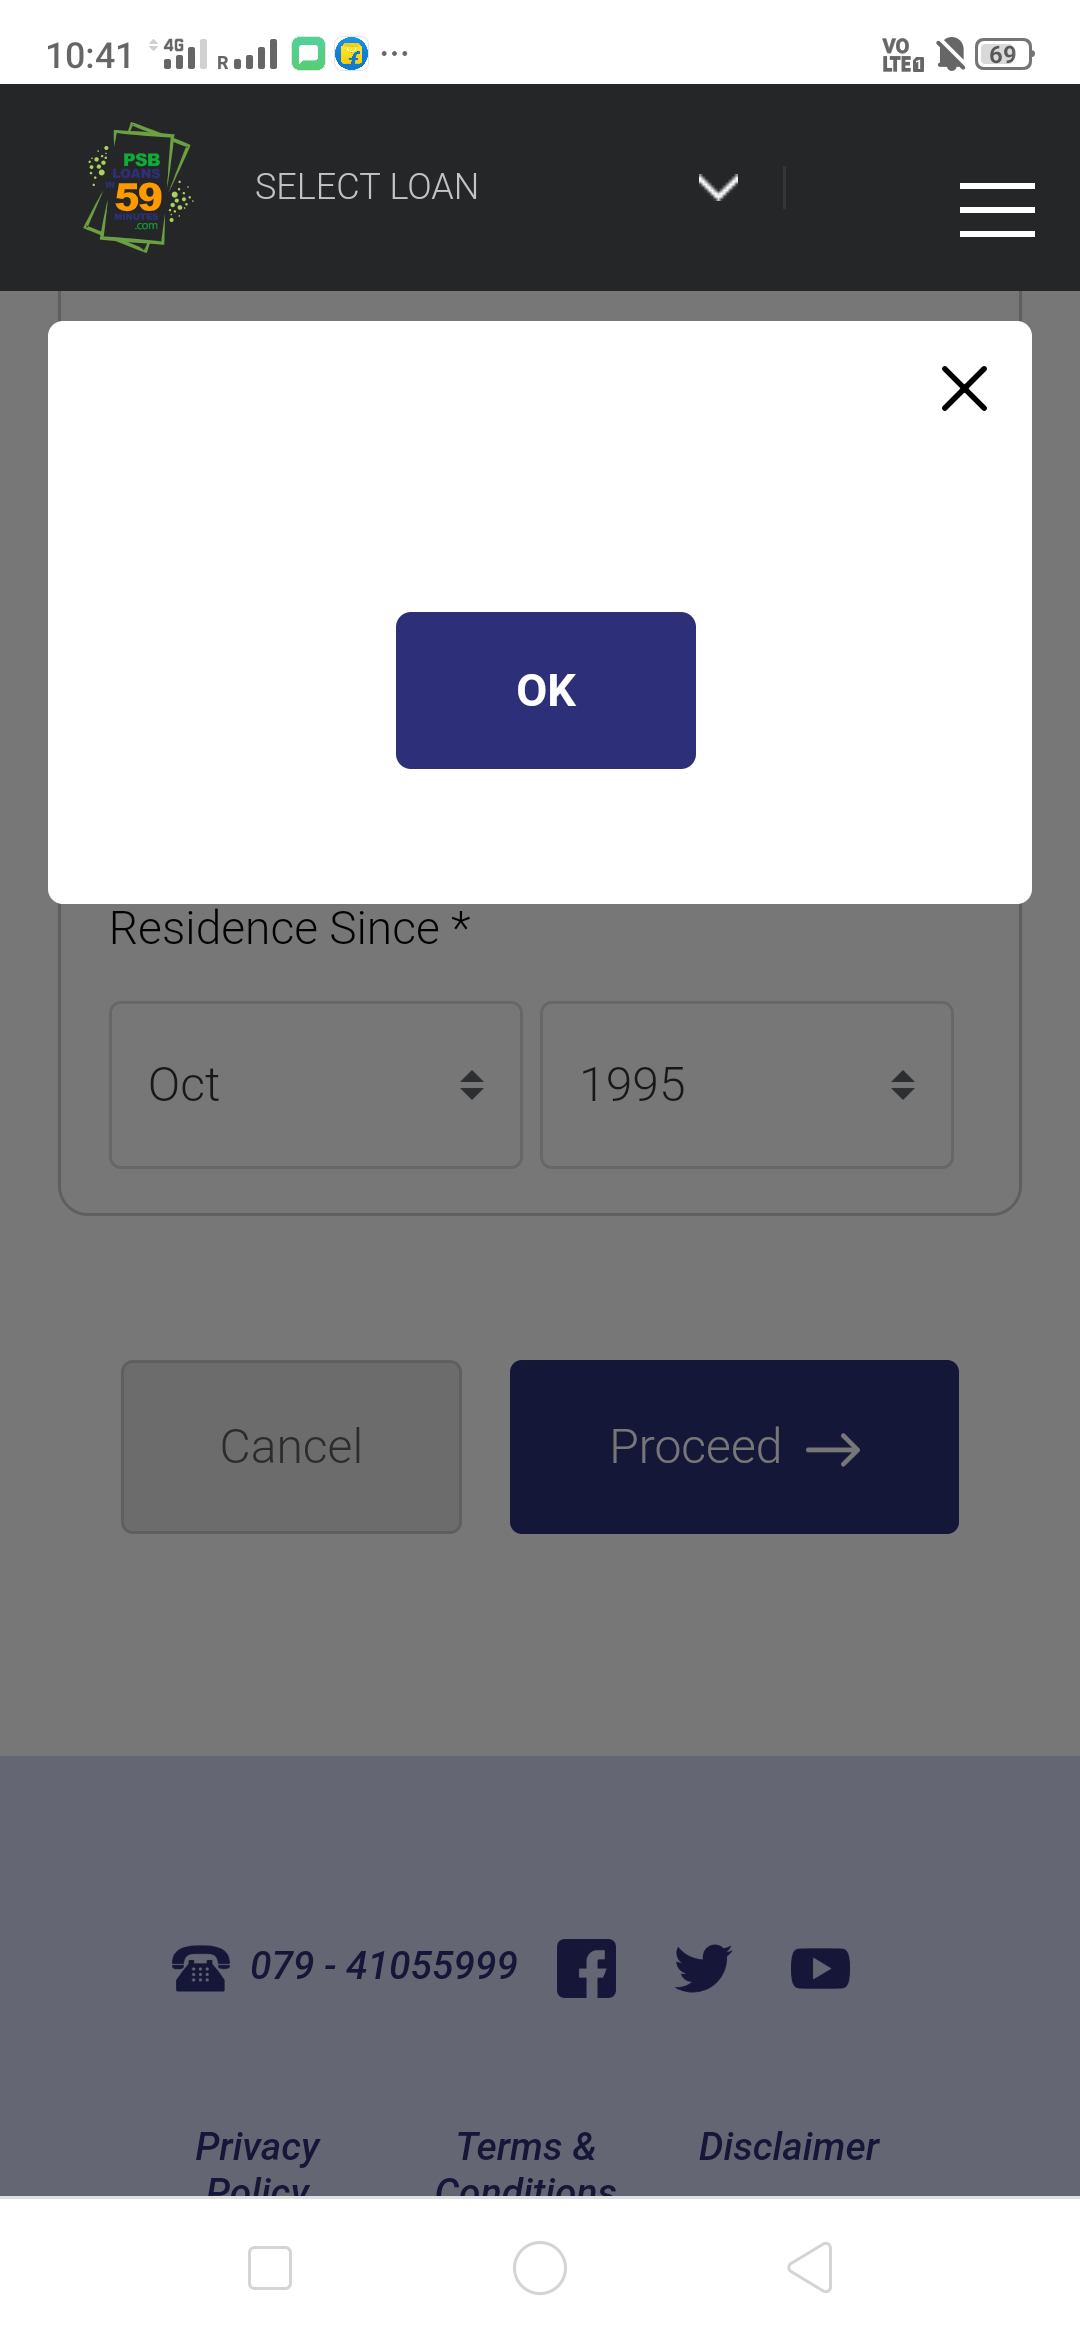 10:41
4G
R
VO
LTE
1
69
PSB
LOANS
IN
59
MINUTES
.com
SELECT LOAN
OK
Residence Since *
Oct
1995
Cancel
Proceed
079 - 41055999
Privacy
Policy
Terms &
Conditions
Disclaimer